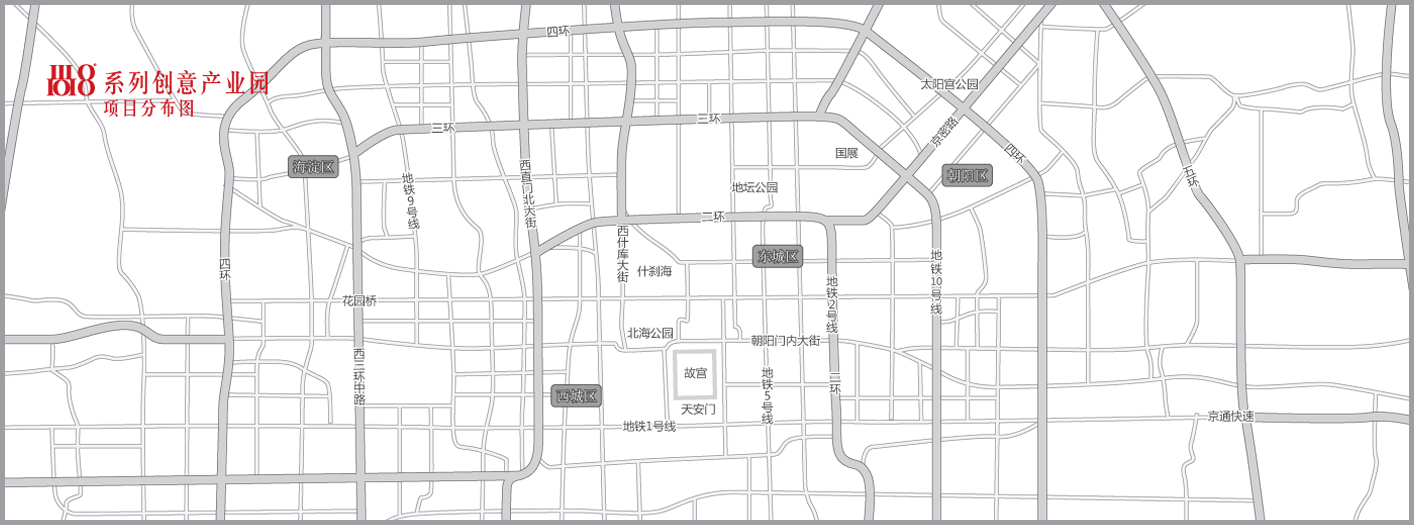 1018
系列创意产业园
项目分布图
四环
太阳宫公园
三环
三环
京密路
国展
四环
海淀区
朝阳区
五环
地铁9号线
西直门北大街
地坛公园
二环
西什库大街
东城区
四环
什刹海
地铁2号线
地铁10号线
花园桥
北海公园
朝阳门内大街
西三环中路
故宫
地铁5号线
二环
西城区
天安门
京通快速
地铁1号线